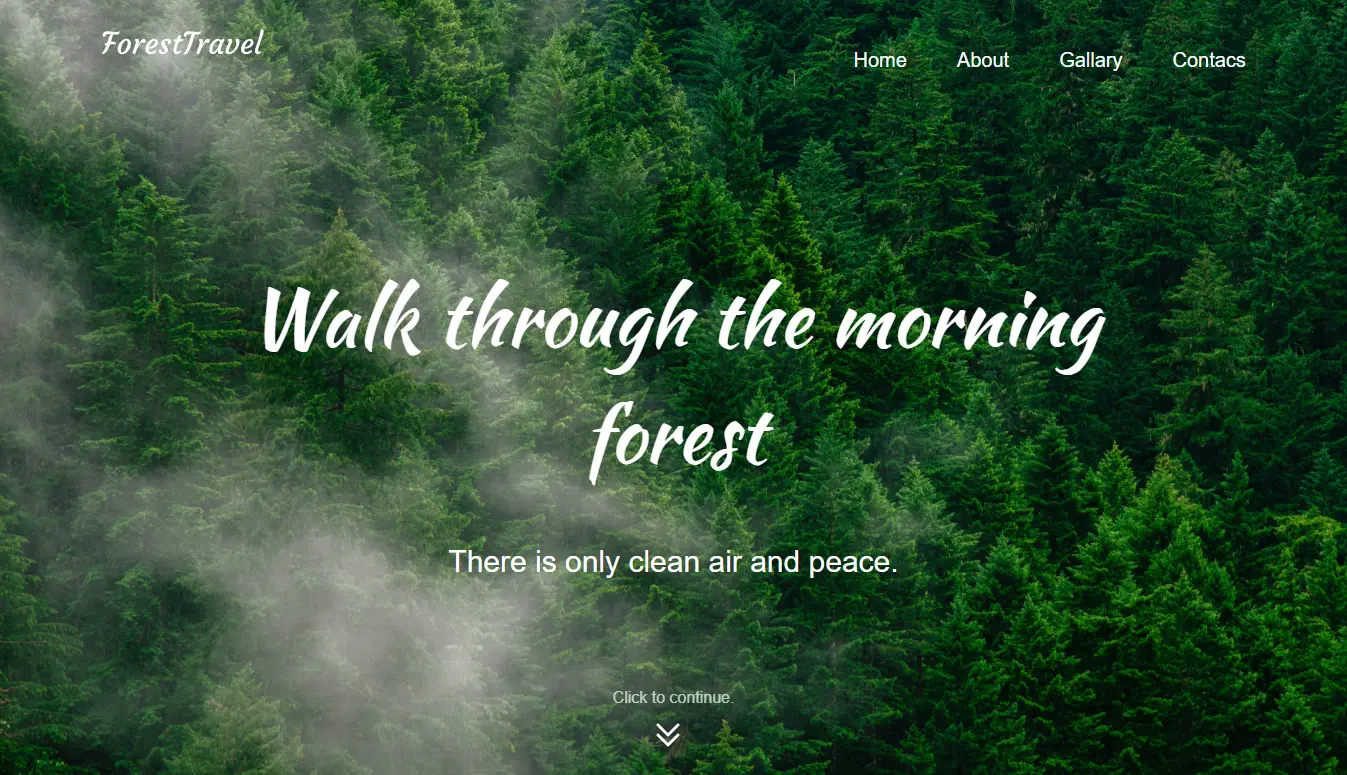 ForestTravel
Home About Gallary Contacs
Walk through the morning
forest
There is only clean air and peace.
Click to continue.